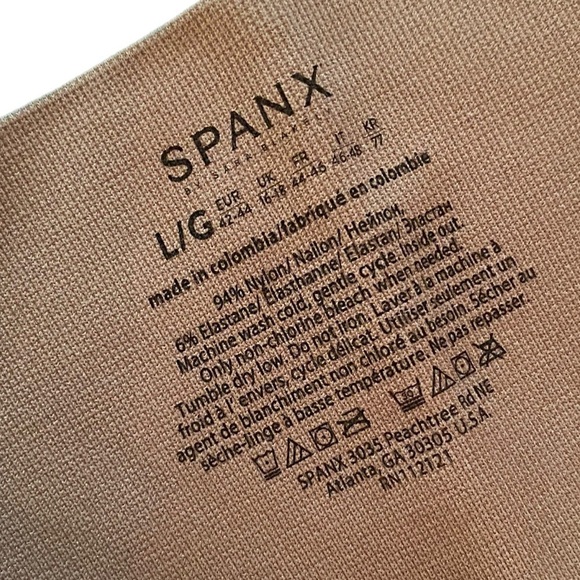 SPANX
BY SARA BLAKELY
L/G
EUR UK FR IT KR
42-44 16-18 44-46 46-48 77
made in colombia/fabriqué en colombie
94% Nylon/ Nailon/ Нейлон,
6% Elastane/ Elasthanne/ Elastan/ Эластан
Machine wash cold, gentle cycle. Inside out
Only non-chlorine bleach when needed.
Tumble dry low. Do not iron. Laver à machine à
froid à l'envers, cycle délicat. Utiliser seulement un
agent de blanchiment non chloré au besoin. Sécher au
sèche-linge à basse température. Ne pas repasser.
SPANX 3035 Peachtree Rd NE
Atlanta, GA 30305 U.S.A.
RN112121